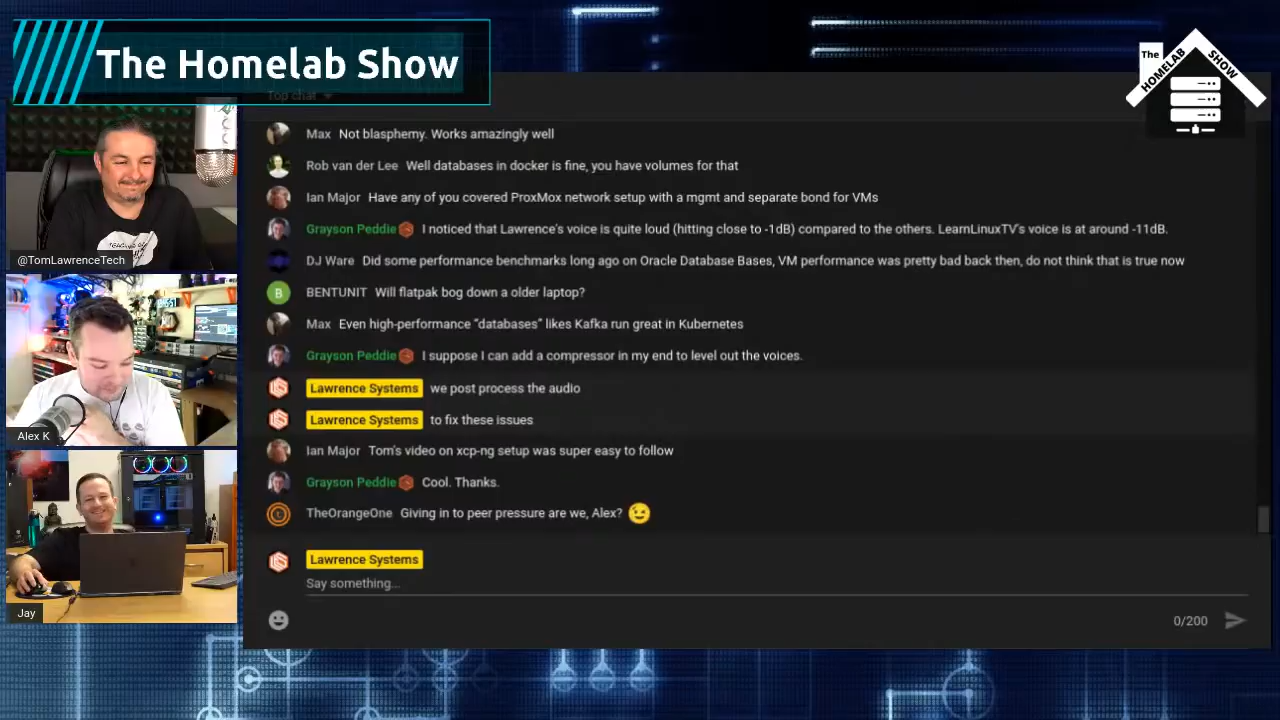 The Homelab Show
The
HOMELAB
SHOW
Top chat
Max Not blasphemy. Works amazingly well
Rob van der Lee Well databases in docker is fine, you have volumes for that
Ian Major Have any of you covered ProxMox network setup with a mgmt and separate bond for VMs
Grayson Peddie I noticed that Lawrence's voice is quite loud (hitting close to -1dB) compared to the others. LearnLinuxTV's voice is at around -11dB.
DJ Ware Did some performance benchmarks long ago on Oracle Database Bases, VM performance was pretty bad back then, do not think that is true now
B BENTUNIT Will flatpak bog down a older laptop?
Max Even high-performance "databases" likes Kafka run great in Kubernetes
Grayson Peddie I suppose I can add a compressor in my end to level out the voices.
Lawrence Systems we post process the audio
Lawrence Systems to fix these issues
Ian Major Tom's video on xcp-ng setup was super easy to follow
Grayson Peddie Cool. Thanks.
TheOrangeOne Giving in to peer pressure are we, Alex? 😉
Lawrence Systems
Say something...
0/200
@TomLawrenceTech
Alex K
Jay